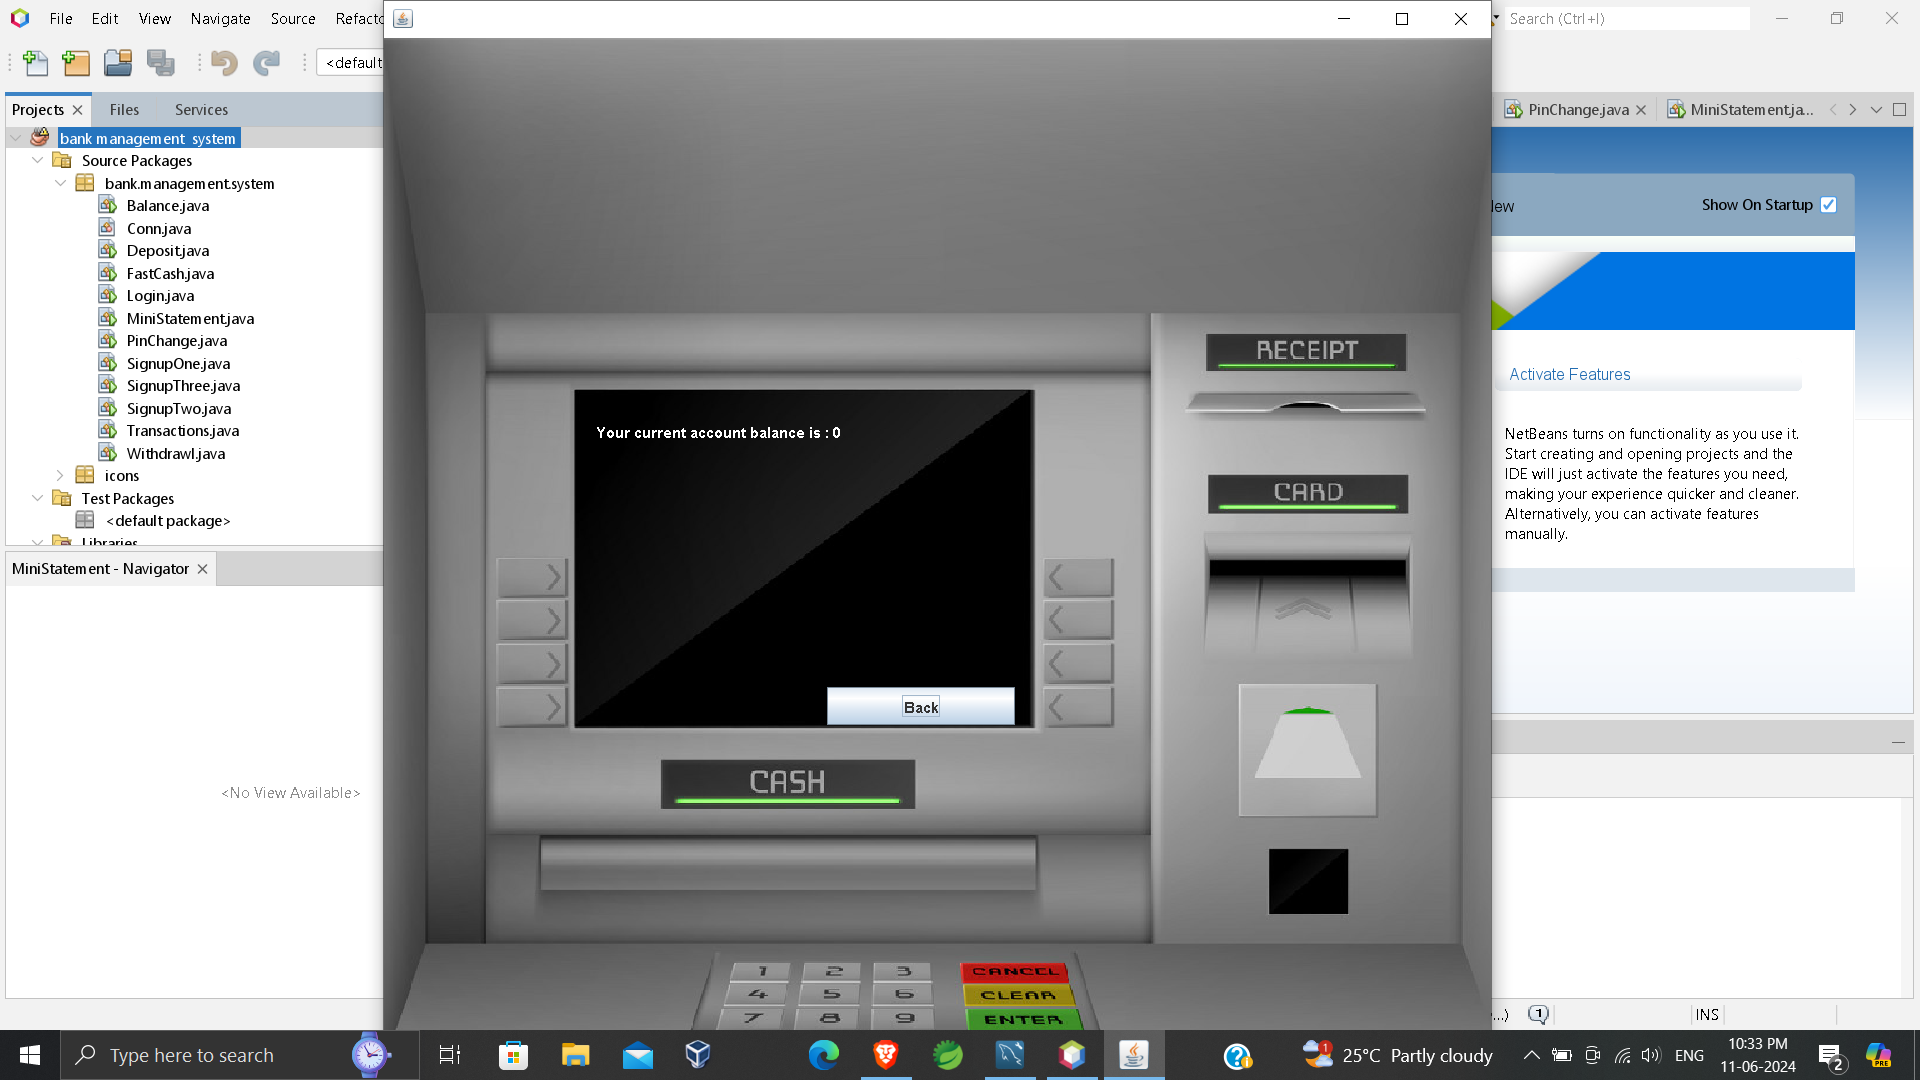 File Edit View Navigate Source Refacto
Search (Ctrl+I)
<default
Projects Files Services
PinChange.java MiniStatement.ja...
bank management system
Source Packages
bank.management.system
Balance.java
Conn.java
Deposit.java
FastCash.java
Login.java
MiniStatement.java
PinChange.java
SignupOne.java
SignupThree.java
SignupTwo.java
Transactions.java
Withdrawl.java
icons
Test Packages
<default package>
Libraries
MiniStatement - Navigator
<No View Available>
Your current account balance is : 0
Back
CASH
RECEIPT
CARD
1 2 3 CANCEL
4 5 6 CLEAR
7 8 9 ENTER
Show On Startup
Activate Features
NetBeans turns on functionality as you use it.
Start creating and opening projects and the
IDE will just activate the features you need,
making your experience quicker and cleaner.
Alternatively, you can activate features
manually.
...) 1 INS
Type here to search
1
25°C Partly cloudy
ENG
10:33 PM
11-06-2024
2
PRE